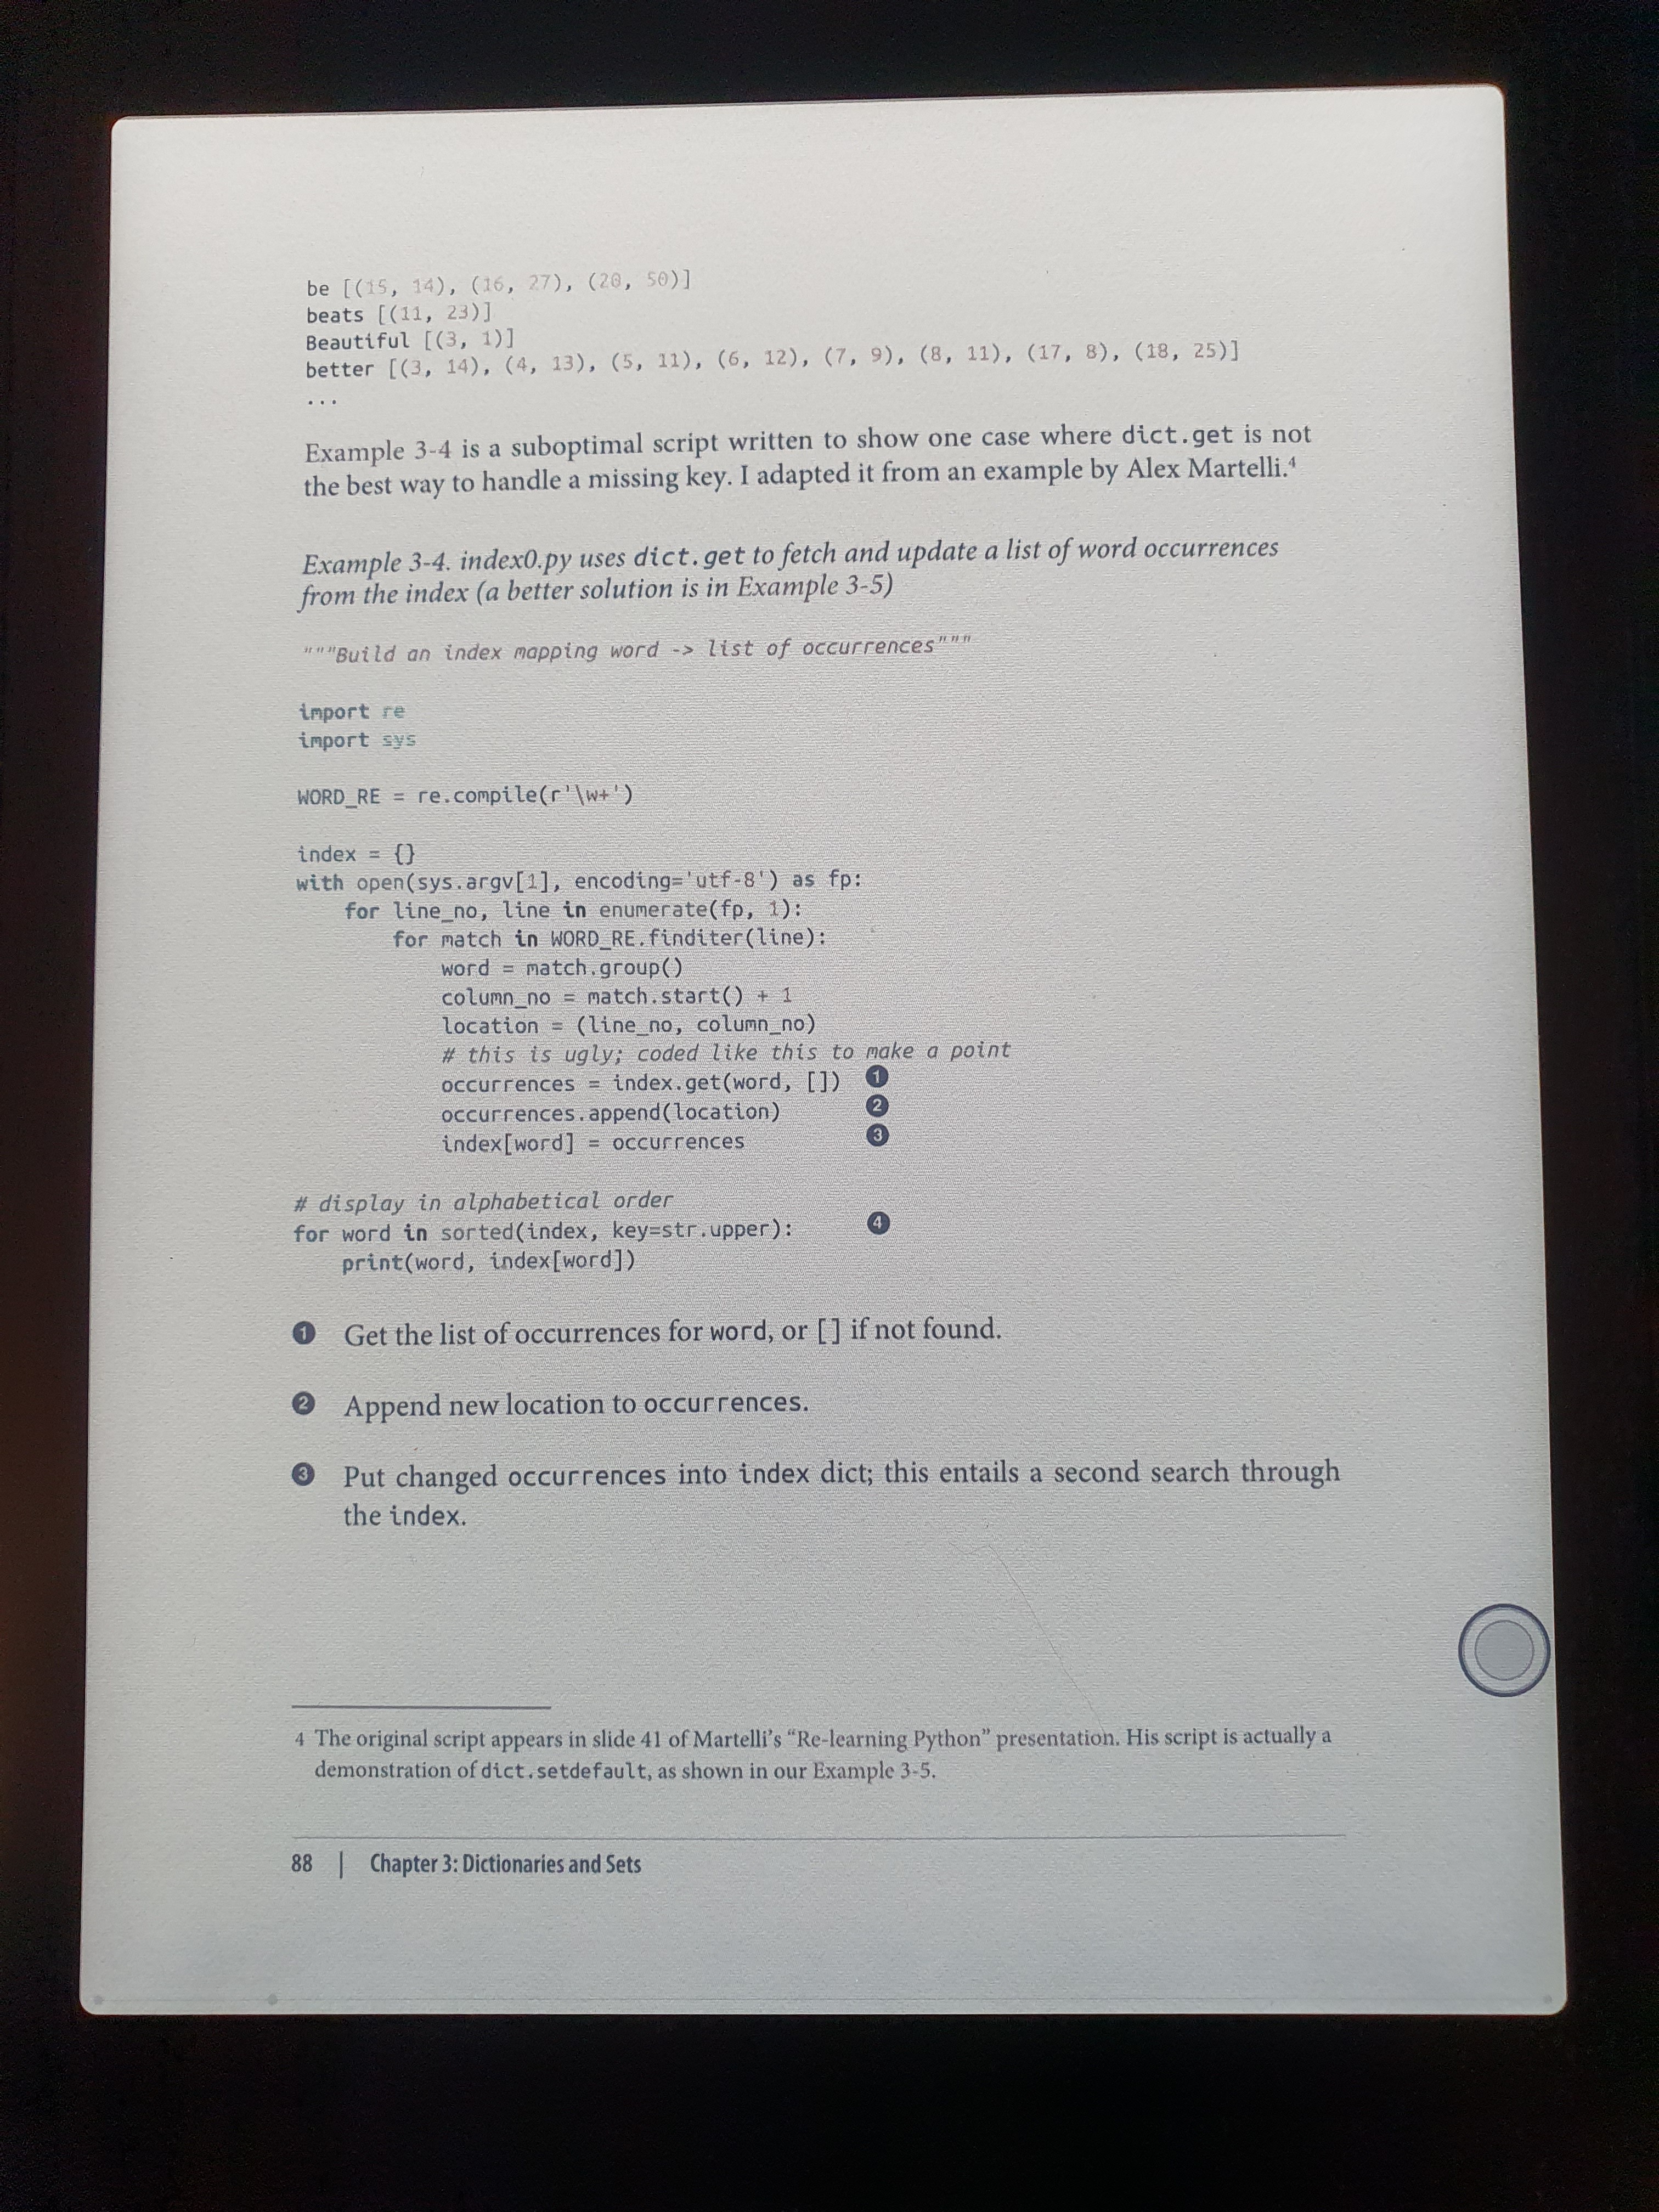 be [(15, 14), (16, 27), (20, 50)]
beats [(11, 23)]
Beautiful [(3, 1)]
better [(3, 14), (4, 13), (5, 11), (6, 12), (7, 9), (8, 11), (17, 8), (18, 25)]
...
Example 3-4 is a suboptimal script written to show one case where dict.get is not
the best way to handle a missing key. I adapted it from an example by Alex Martelli.⁴
Example 3-4. index0.py uses dict.get to fetch and update a list of word occurrences
from the index (a better solution is in Example 3-5)
"""Build an index mapping word -> list of occurrences"""
import re
import sys
WORD_RE = re.compile(r'\w+')
index = {}
with open(sys.argv[1], encoding='utf-8') as fp:
    for line_no, line in enumerate(fp, 1):
        for match in WORD_RE.finditer(line):
            word = match.group()
            column_no = match.start() + 1
            location = (line_no, column_no)
            # this is ugly; coded like this to make a point
            occurrences = index.get(word, []) ❶
            occurrences.append(location) ❷
            index[word] = occurrences ❸
# display in alphabetical order
for word in sorted(index, key=str.upper): ❹
    print(word, index[word])
❶ Get the list of occurrences for word, or [] if not found.
❷ Append new location to occurrences.
❸ Put changed occurrences into index dict; this entails a second search through
the index.
4 The original script appears in slide 41 of Martelli’s “Re-learning Python” presentation. His script is actually a
demonstration of dict.setdefault, as shown in our Example 3-5.
88 | Chapter 3: Dictionaries and Sets